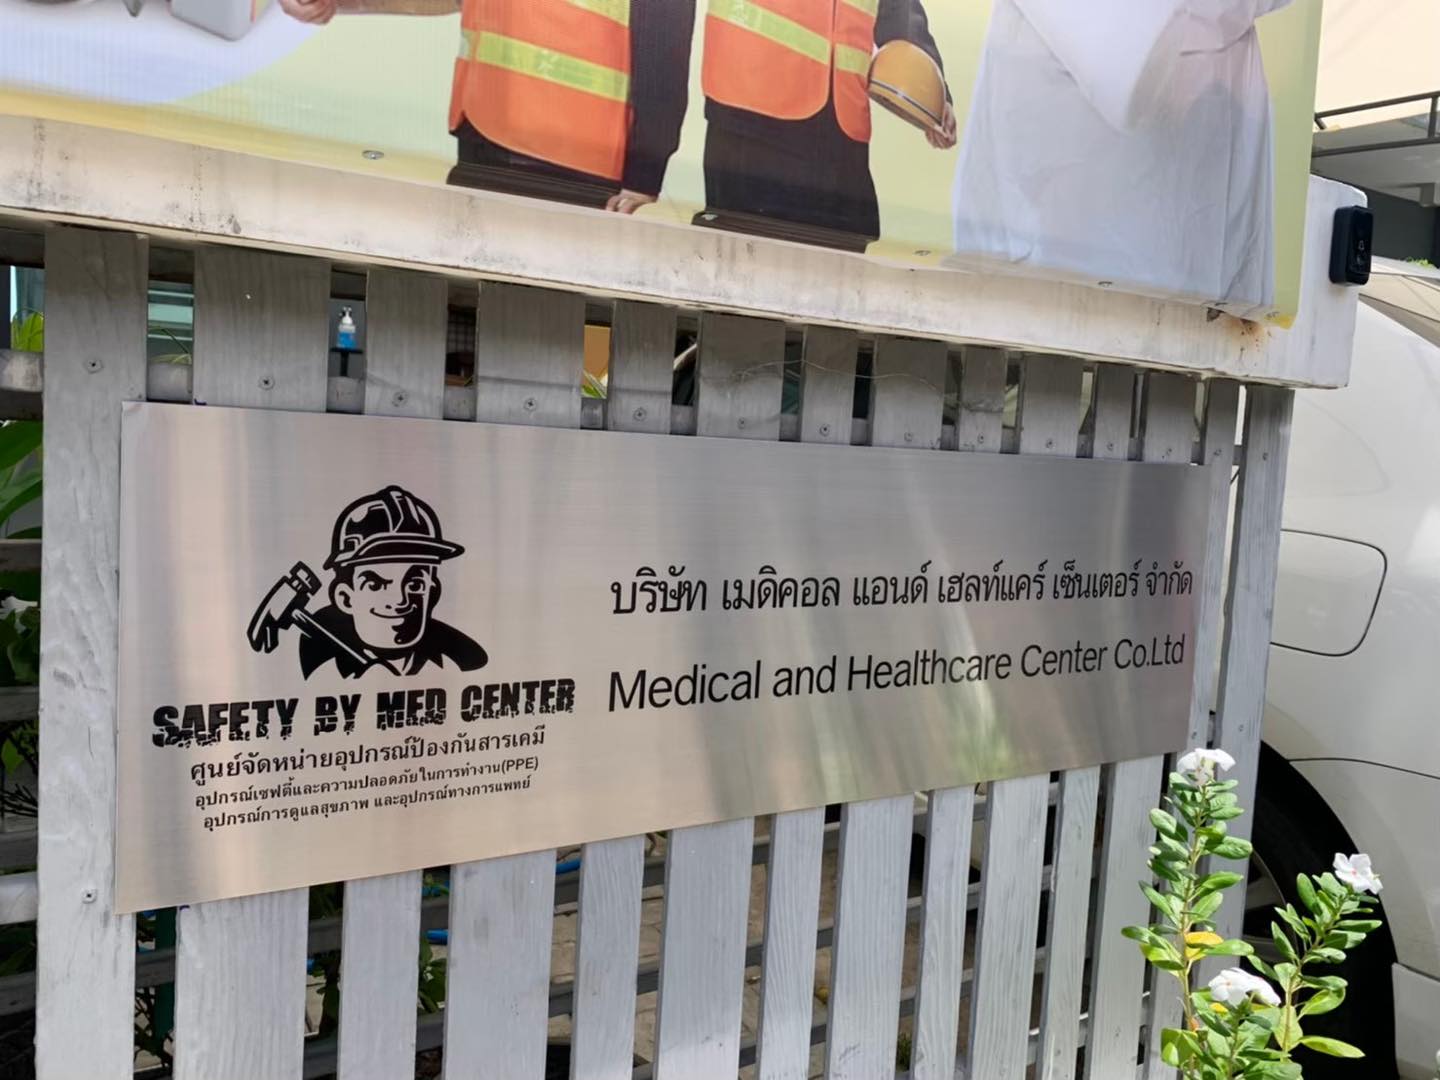 SAFETY BY MED CENTER
ศูนย์จัดหน่ายอุปกรณ์ป้องกันสารเคมี
อุปกรณ์เซฟตี้และความปลอดภัยในการทำงาน(PPE)
อุปกรณ์การดูแลสุขภาพ และอุปกรณ์ทางการแพทย์
บริษัท เมดิคอล แอนด์ เฮลท์แคร์ เซ็นเตอร์ จำกัด
Medical and Healthcare Center Co.Ltd